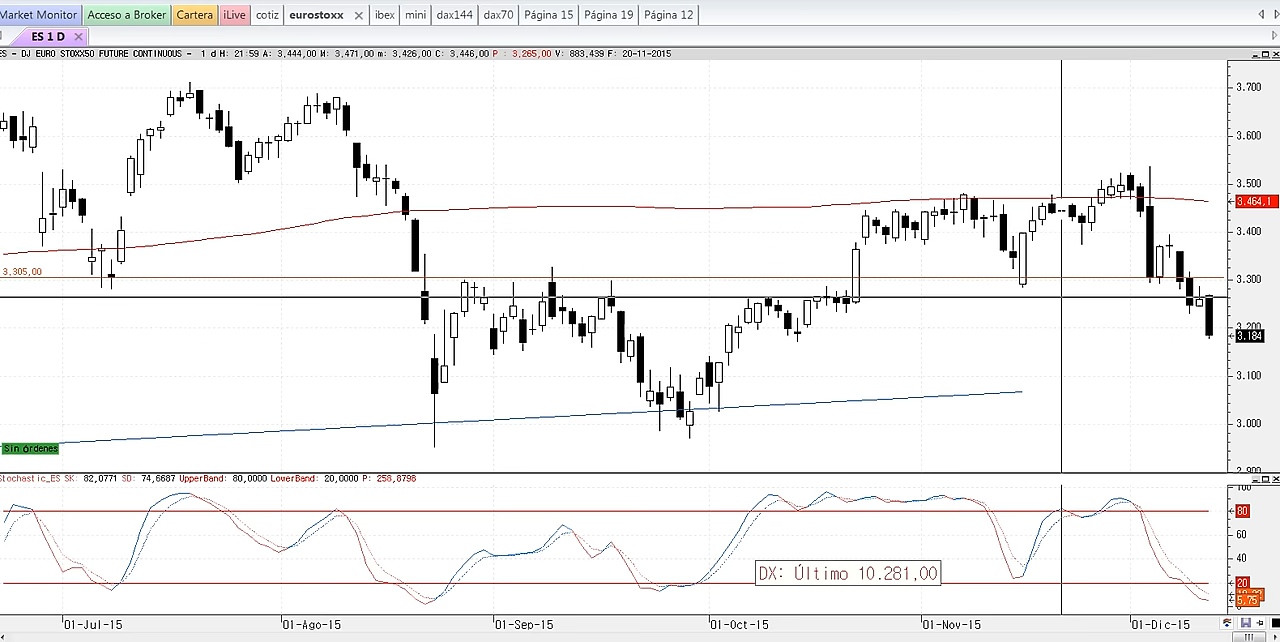 Market Monitor Acceso a Broker Cartera iLive cotiz eurostoxx ibex mini dax144 dax70 Página 15 Página 19 Página 12
ES 1 D
ES - DJ EURO STOXX50 FUTURE CONTINUOUS - 1 d H: 21:59 A: 3.444,00 M: 3.471,00 m: 3.426,00 C: 3.446,00 P : 3.265,00 V: 883.439 F: 20-11-2015
3.700
3.600
3.500
3.464,1
3.400
3,305,00
3.300
3.200
3.184
3.100
3.000
Sin órdenes
2.900
Stochastic_ES SK: 82,0771 SD: 74,6687 UpperBand: 80,0000 LowerBand: 20,0000 P: 258,8798
100
80
60
40
DX: Último 10.281,00
20
5,75
0
01-Jul-15 01-Ago-15 01-Sep-15 01-Oct-15 01-Nov-15 01-Dic-15